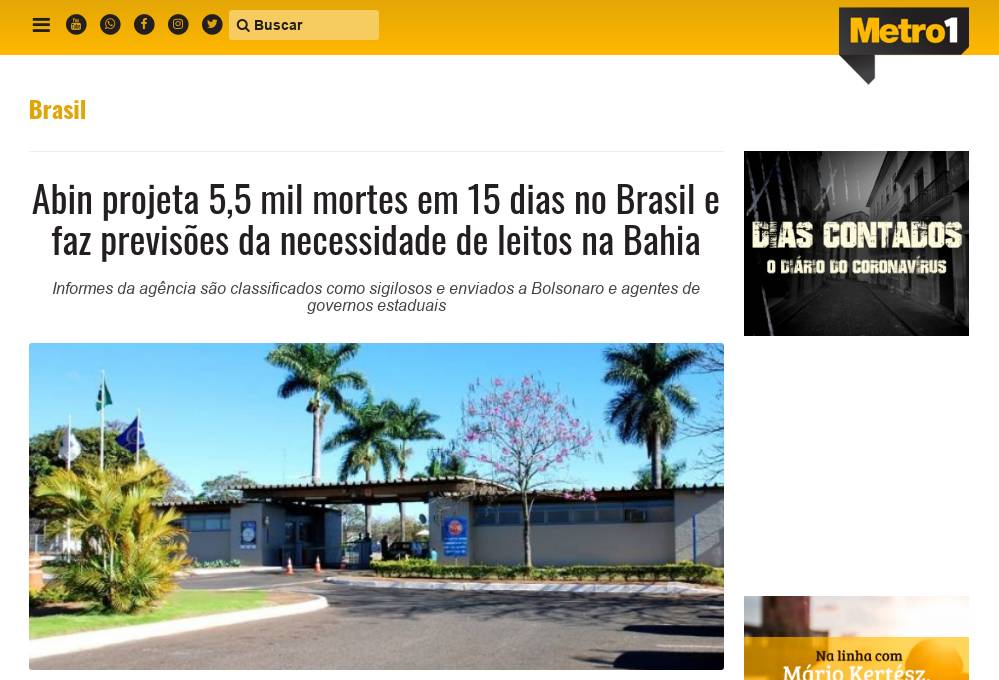 Buscar
Metro1
Brasil
Abin projeta 5,5 mil mortes em 15 dias no Brasil e
faz previsões da necessidade de leitos na Bahia
Informes da agência são classificados como sigilosos e enviados a Bolsonaro e agentes de
governos estaduais
DIAS CONTADOS
O DIÁRIO DO CORONAVÍRUS
Na linha com
Mário Kertész